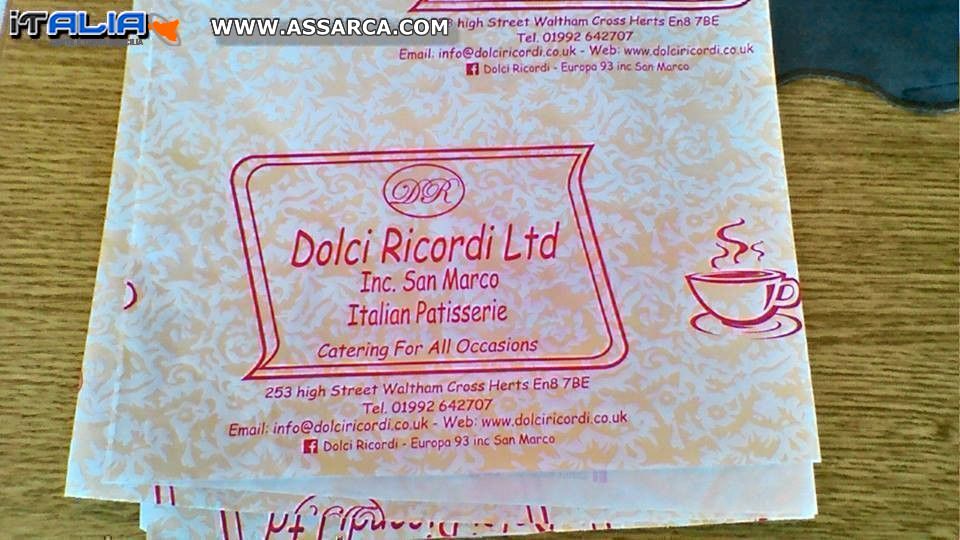 iTALIA
WWW.ASSARCA.COM
high Street Waltham Cross Herts En8 7BE
Tel. 01992 642707
Email: info@dolciricordi.co.uk - Web: www.dolciricordi.co.uk
Dolci Ricordi - Europa 93 inc San Marco
DR
Dolci Ricordi Ltd
Inc. San Marco
Italian Patisserie
Catering For All Occasions
253 high Street Waltham Cross Herts En8 7BE
Tel. 01992 642707
Email: info@dolciricordi.co.uk - Web: www.dolciricordi.co.uk
Dolci Ricordi - Europa 93 inc San Marco